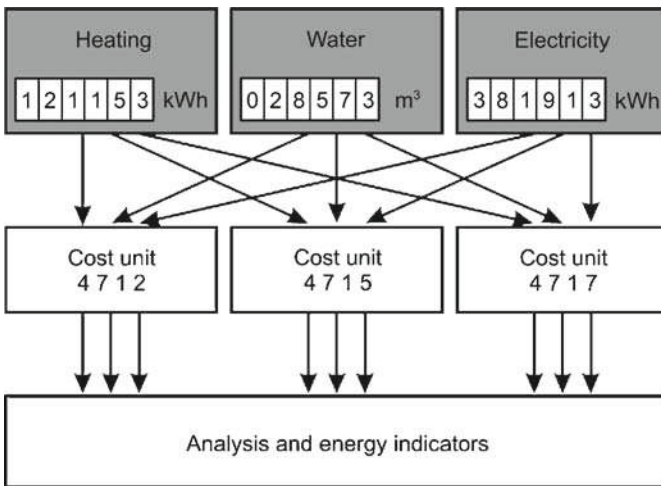 Heating
Water
Electricity
1 2 1 1 5 3 kWh
0 2 8 5 7 3 m³
3 8 1 9 1 3 kWh
Cost unit
4 7 1 2
Cost unit
4 7 1 5
Cost unit
4 7 1 7
Analysis and energy indicators